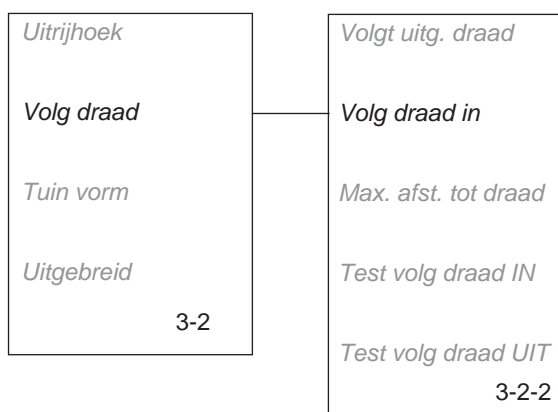 Uitrijhoek
Volg draad
Tuin vorm
Uitgebreid
3-2
Volgt uitg. draad
Volg draad in
Max. afst. tot draad
Test volg draad IN
Test volg draad UIT
3-2-2